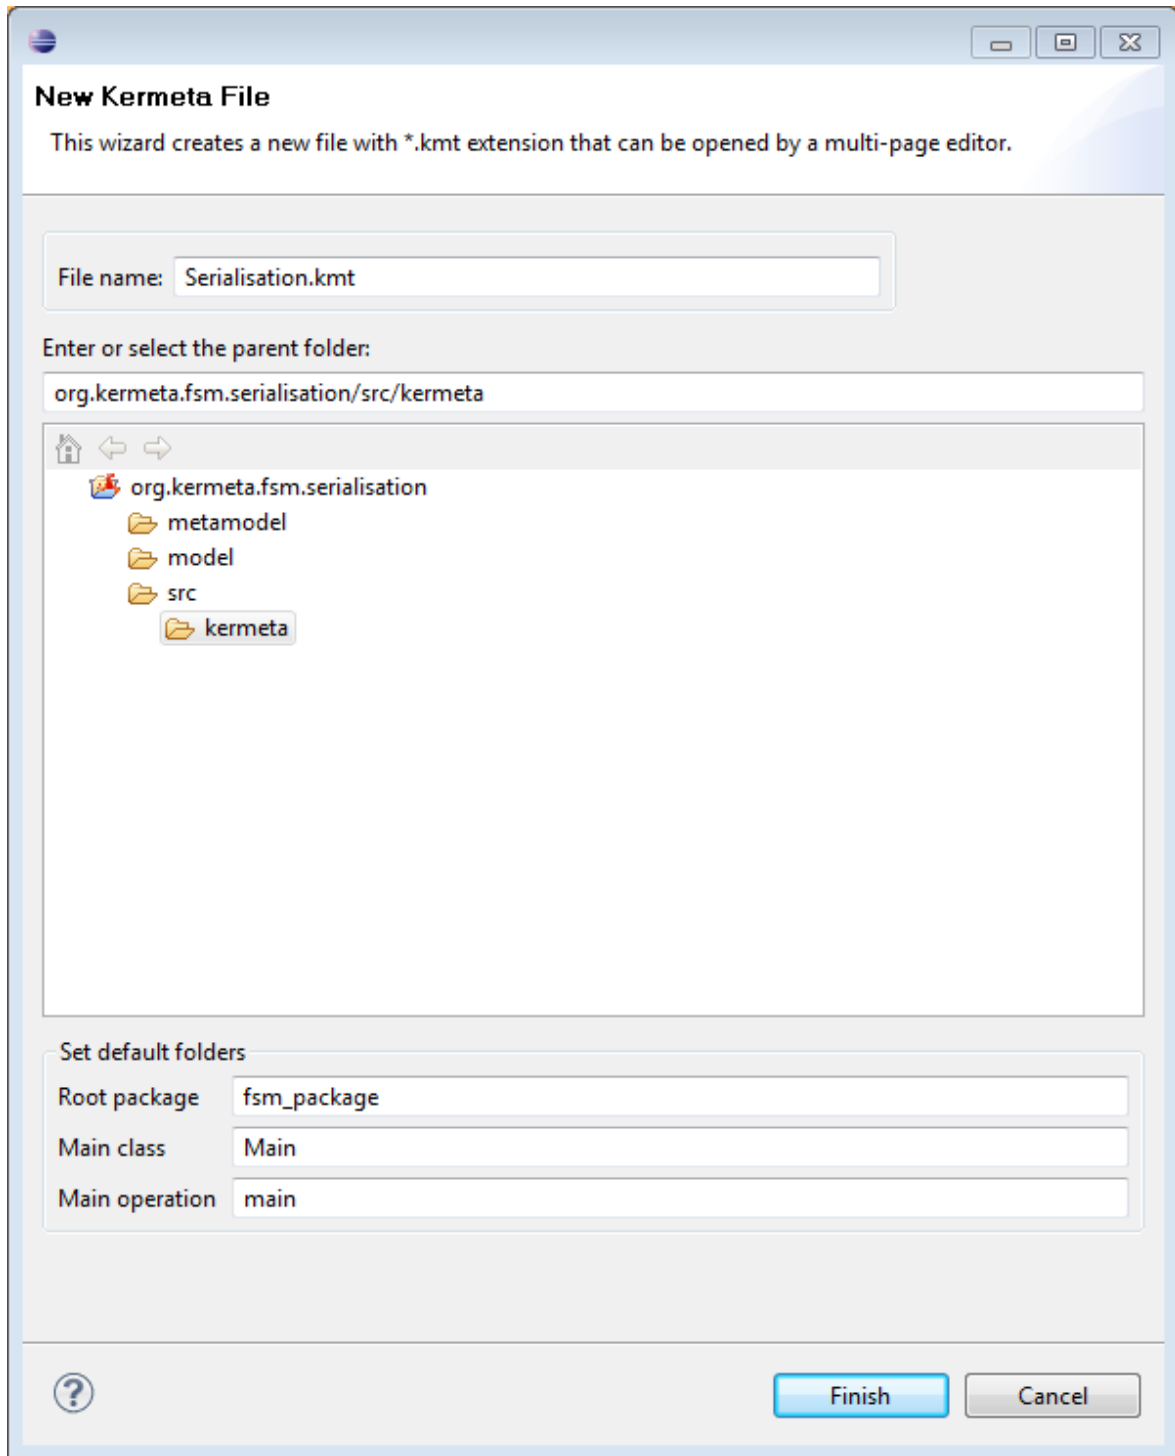 New Kermeta File
This wizard creates a new file with *.kmt extension that can be opened by a multi-page editor.
File name: Serialisation.kmt
Enter or select the parent folder:
org.kermeta.fsm.serialisation/src/kermeta
org.kermeta.fsm.serialisation
metamodel
model
src
kermeta
Set default folders
Root package fsm_package
Main class Main
Main operation main
? Finish Cancel